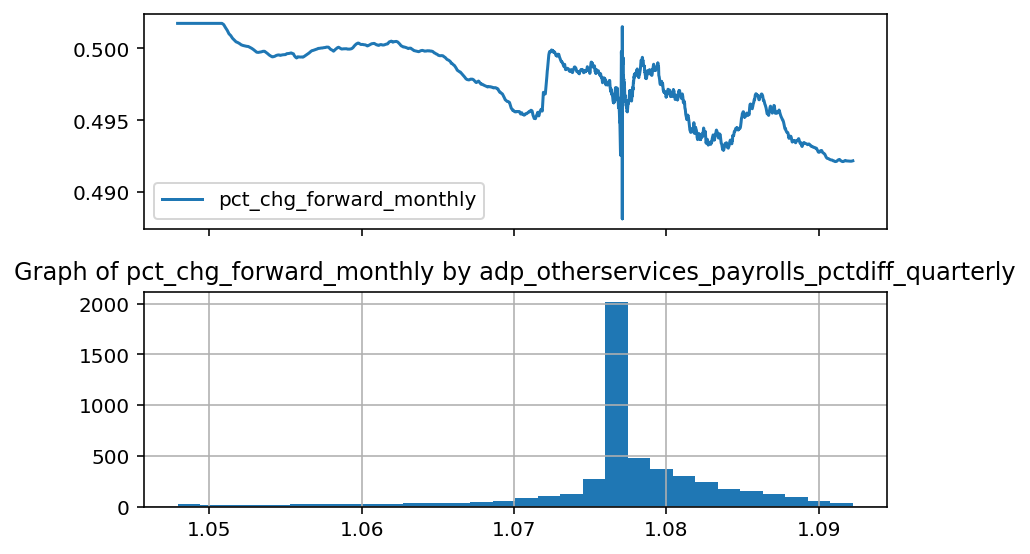 0.500
0.495
0.490
pct_chg_forward_monthly
Graph of pct_chg_forward_monthly by adp_otherservices_payrolls_pctdiff_quarterly
2000
1500
1000
500
0
1.05 1.06 1.07 1.08 1.09